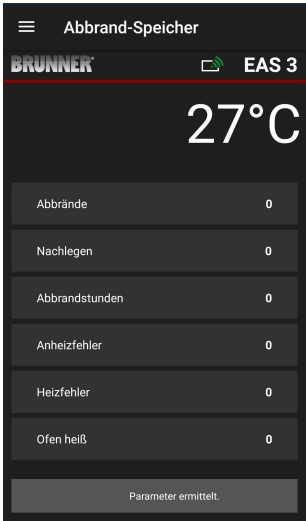 Abbrand-Speicher
BRUNNER
EAS 3
27°C
Abbrände 0
Nachlegen 0
Abbrandstunden 0
Anheizfehler 0
Heizfehler 0
Ofen heiß 0
Parameter ermittelt.